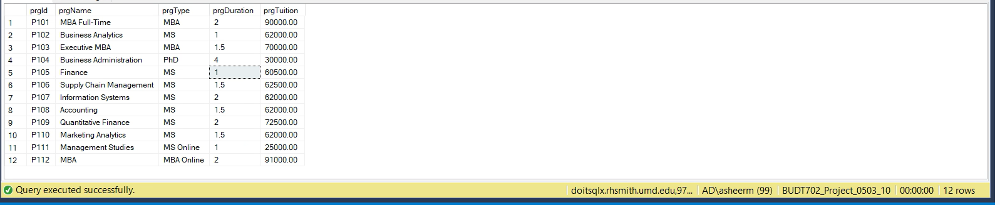 prgId prgName prgType prgDuration prgTuition
1 P101 MBA Full-Time MBA 2 90000.00
2 P102 Business Analytics MS 1 62000.00
3 P103 Executive MBA MBA 1.5 70000.00
4 P104 Business Administration PhD 4 30000.00
5 P105 Finance MS 1 60500.00
6 P106 Supply Chain Management MS 1.5 62500.00
7 P107 Information Systems MS 2 62000.00
8 P108 Accounting MS 1.5 62000.00
9 P109 Quantitative Finance MS 2 72500.00
10 P110 Marketing Analytics MS 1.5 62000.00
11 P111 Management Studies MS Online 1 25000.00
12 P112 MBA MBA Online 2 91000.00
Query executed successfully. doitsqlx.rhsmith.umd.edu,97... AD\asheerm (99) BUDT702_Project_0503_10 00:00:00 12 rows